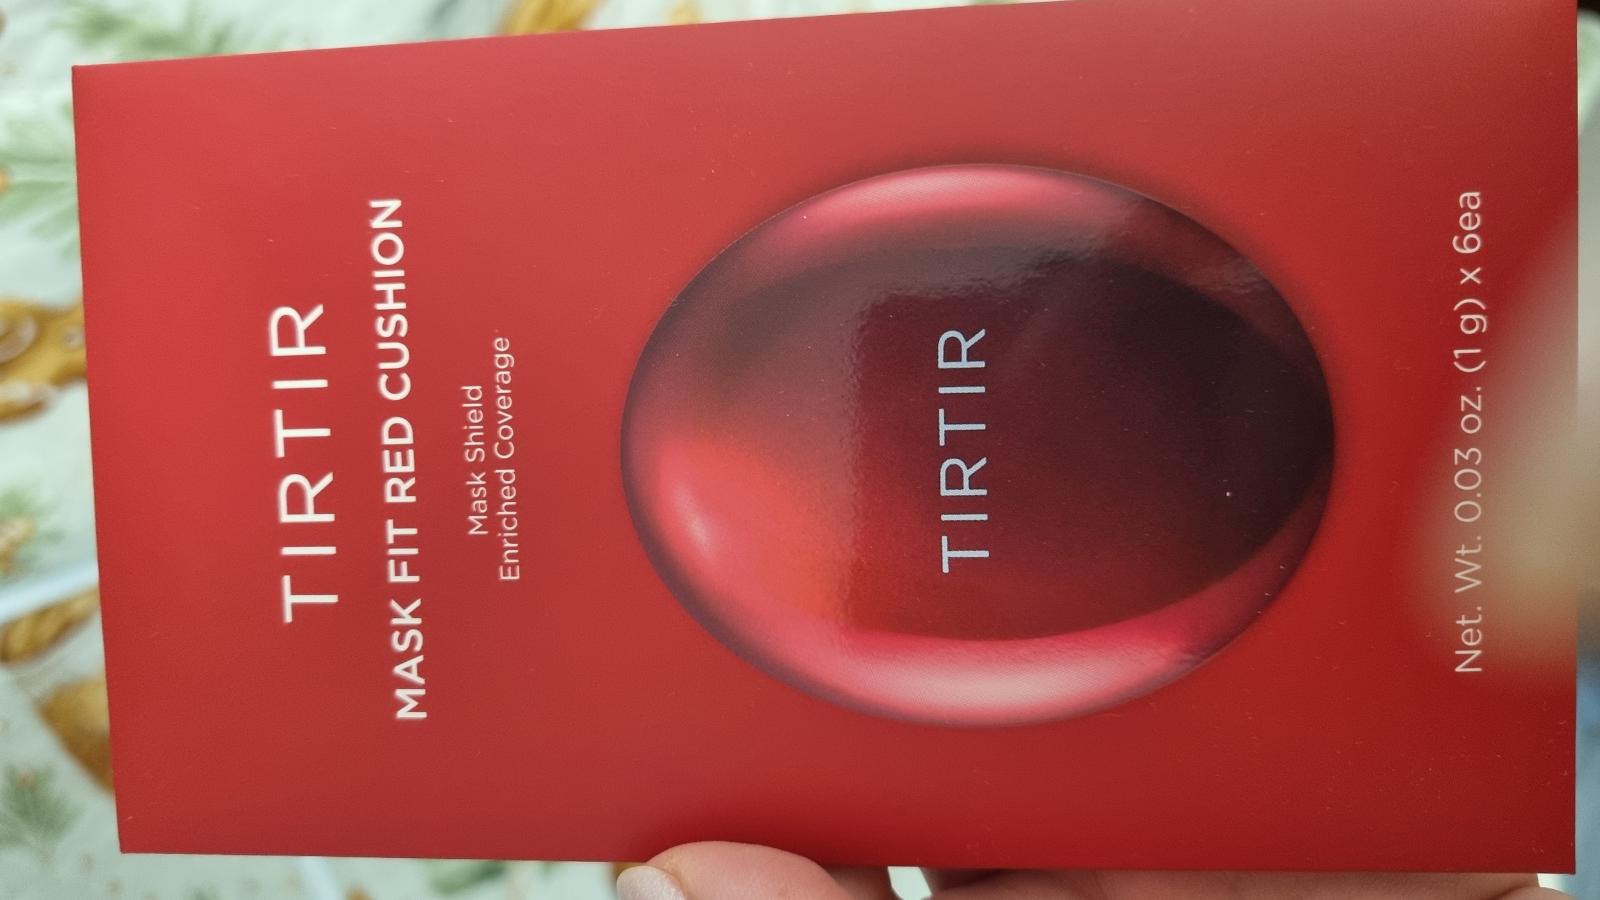 TIRTIR
MASK FIT RED CUSHION
Mask Shield
Enriched Coverage
TIRTIR
Net. Wt. 0.03 oz. (1 g) x 6ea